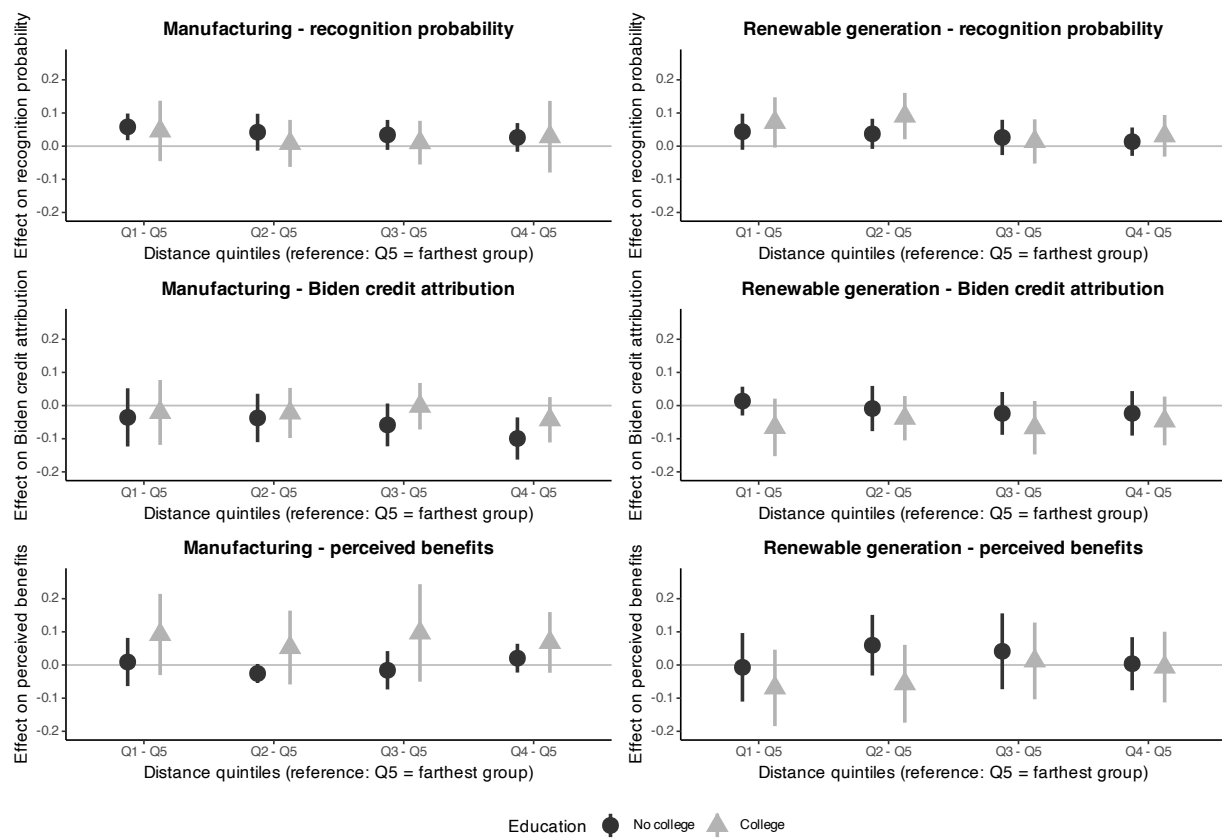 Manufacturing - recognition probability
Effect on recognition probability
0.2
0.1
0.0
-0.1
-0.2
Q1 - Q5 Q2 - Q5 Q3 - Q5 Q4 - Q5
Distance quintiles (reference: Q5 = farthest group)
Renewable generation - recognition probability
Effect on recognition probability
0.2
0.1
0.0
-0.1
-0.2
Q1 - Q5 Q2 - Q5 Q3 - Q5 Q4 - Q5
Distance quintiles (reference: Q5 = farthest group)
Manufacturing - Biden credit attribution
Effect on Biden credit attribution
0.2
0.1
0.0
-0.1
-0.2
Q1 - Q5 Q2 - Q5 Q3 - Q5 Q4 - Q5
Distance quintiles (reference: Q5 = farthest group)
Renewable generation - Biden credit attribution
Effect on Biden credit attribution
0.2
0.1
0.0
-0.1
-0.2
Q1 - Q5 Q2 - Q5 Q3 - Q5 Q4 - Q5
Distance quintiles (reference: Q5 = farthest group)
Manufacturing - perceived benefits
Effect on perceived benefits
0.2
0.1
0.0
-0.1
-0.2
Q1 - Q5 Q2 - Q5 Q3 - Q5 Q4 - Q5
Distance quintiles (reference: Q5 = farthest group)
Renewable generation - perceived benefits
Effect on perceived benefits
0.2
0.1
0.0
-0.1
-0.2
Q1 - Q5 Q2 - Q5 Q3 - Q5 Q4 - Q5
Distance quintiles (reference: Q5 = farthest group)
Education No college College